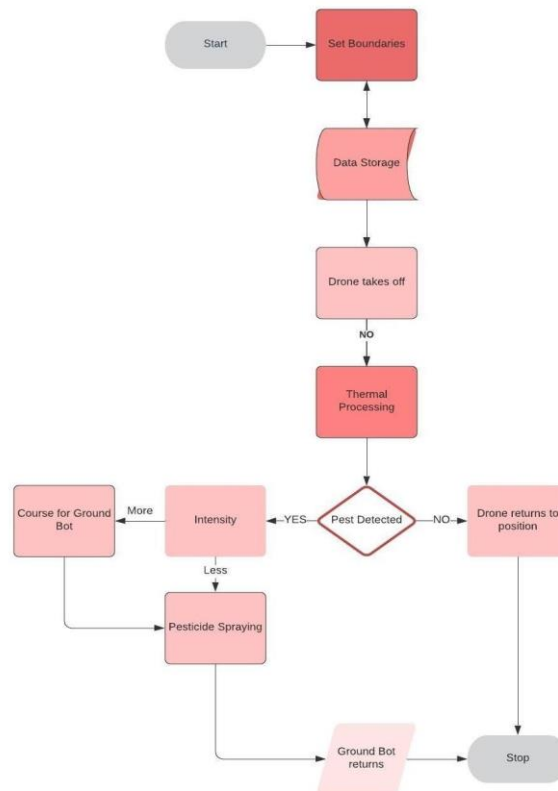 Start
Set Boundaries
Data Storage
Drone takes off
NO
Thermal
Processing
Course for Ground
Bot
More
Intensity
YES
Pest Detected
NO
Drone returns to
position
Less
Pesticide Spraying
Ground Bot
returns
Stop